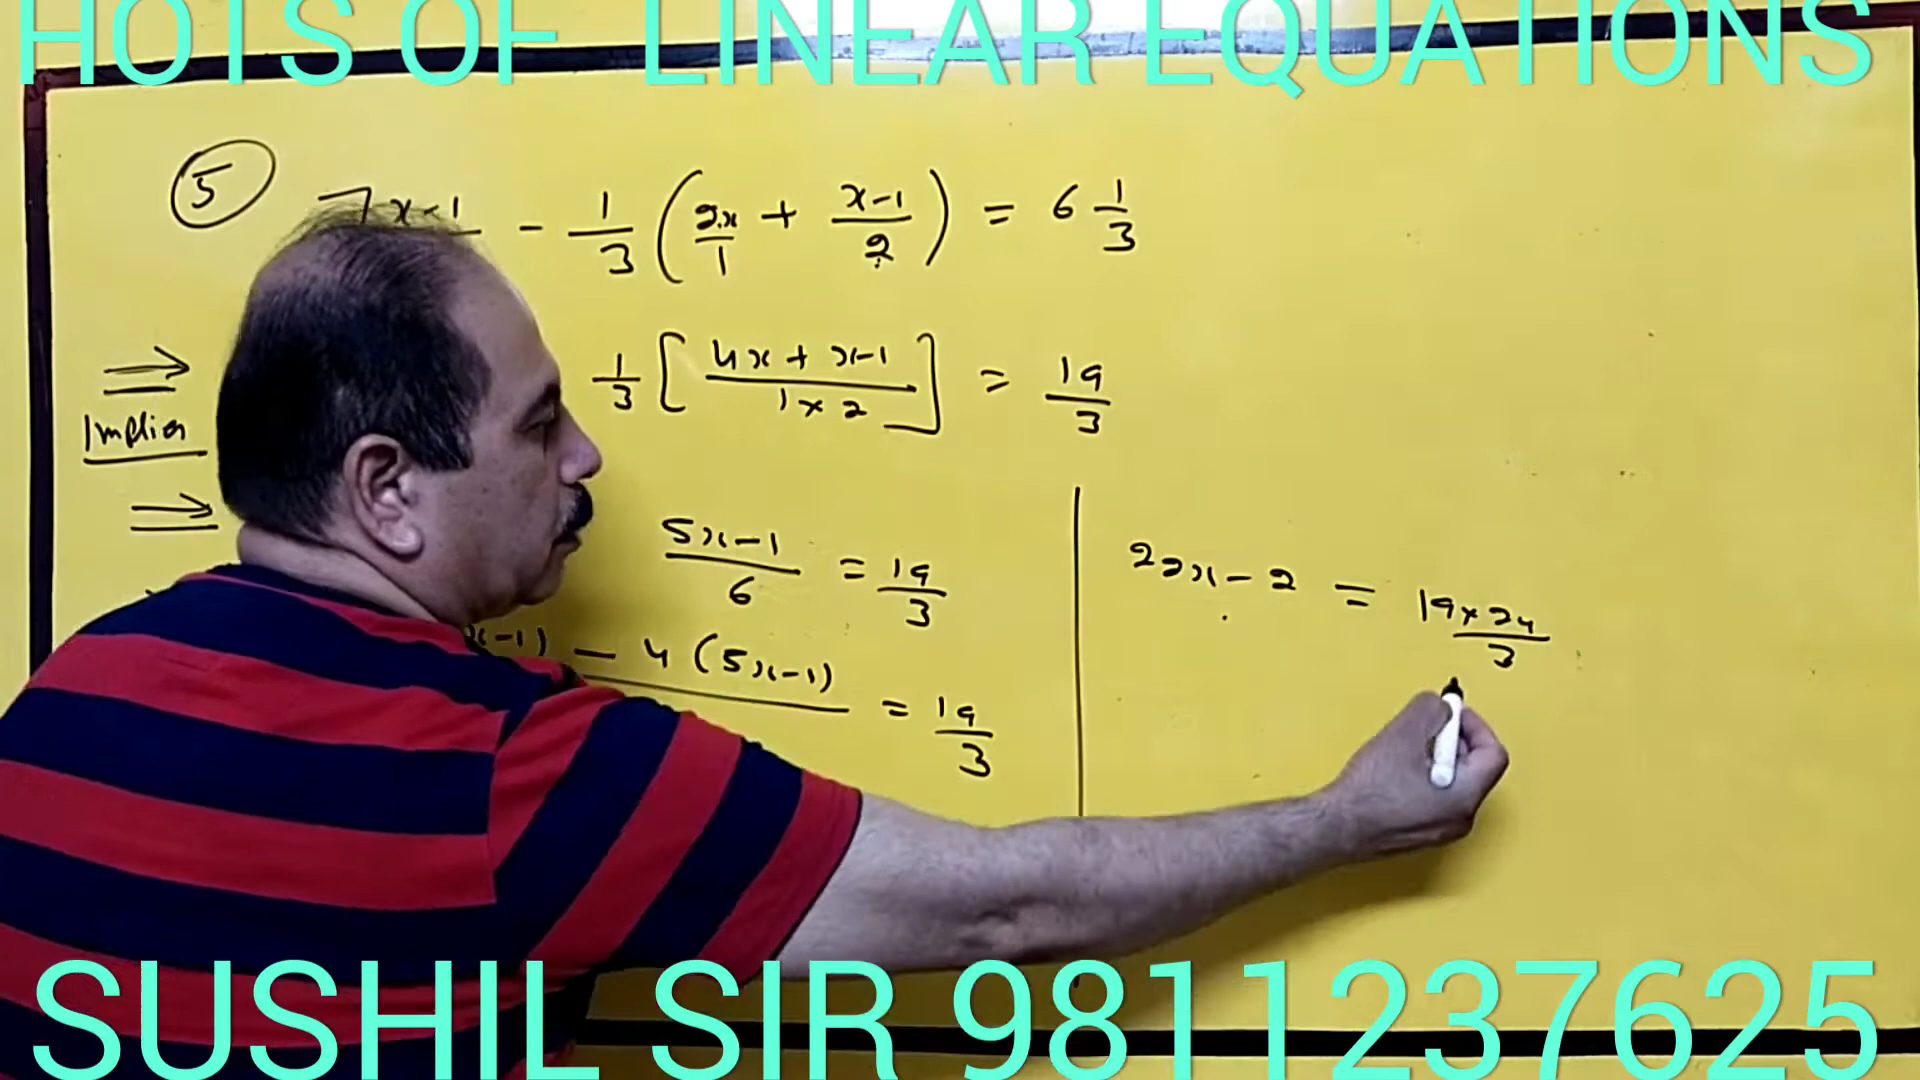 HOTS OF LINEAR EQUATIONS
5
7x-1 - 1/3 (2x/1 + x-1/2) = 6 1/3
⇒ 1/3 [4x + x-1 / 1×2] = 19/3
Implies
⇒ 5x-1/6 = 19/3
x-1) - 4(5x-1) = 19/3
22x - 2 = 19×24/3
SUSHIL SIR 9811237625